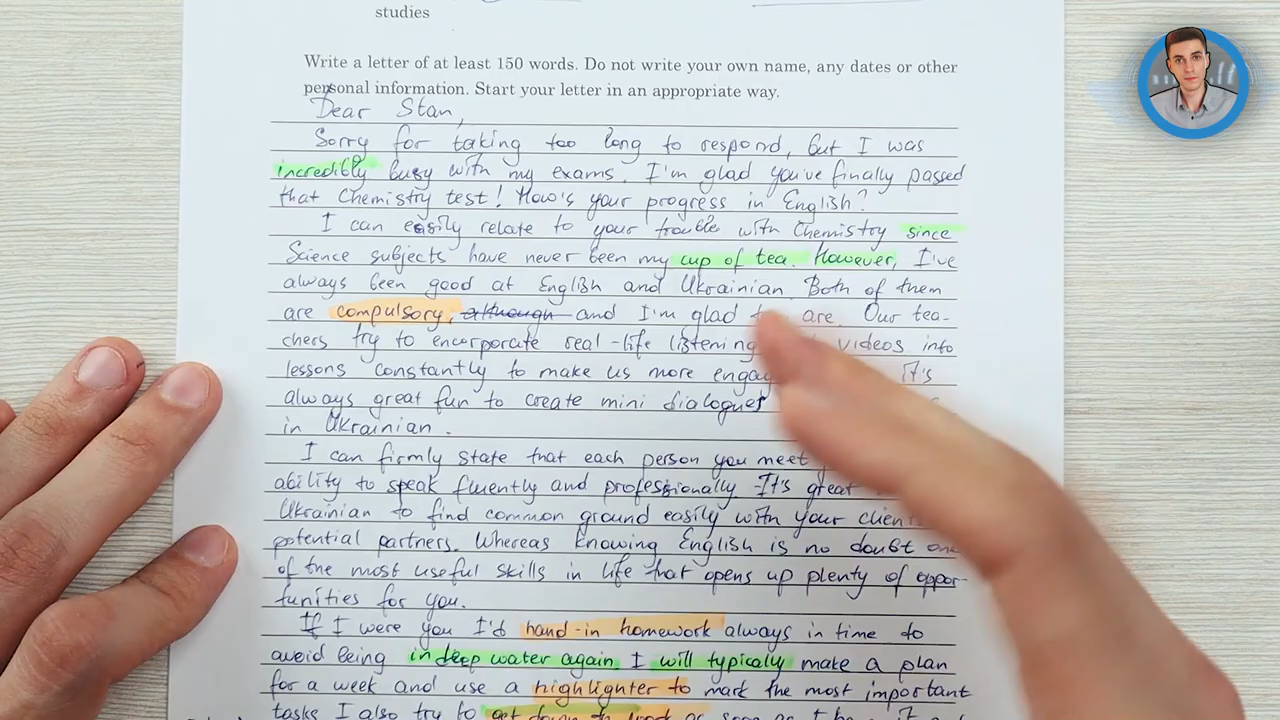 studies
Write a letter of at least 150 words. Do not write your own name, any dates or other
personal information. Start your letter in an appropriate way.
Dear Stan,
Sorry for taking too long to respond, but I was
incredibly busy with my exams. I'm glad you've finally passed
that Chemistry test! How's your progress in English?
I can easily relate to your trouble with Chemistry since
Science subjects have never been my cup of tea. However, I've
always been good at English and Ukrainian. Both of them
are compulsory, although and I'm glad are. Our tea-
chers try to encorporate real-life listening videos into
lessons constantly to make us more It's
always great fun to create mini dialogues
in Ukrainian.
I can firmly state that each person you meet
ability to speak fluently and professionally. It's great
Ukrainian to find common ground easily with your
potential partners. Whereas knowing English is no doubt one
of the most useful skills in life that opens up plenty of oppor-
tunities for you.
If I were you I'd hand-in homework always in time to
avoid being in deep water again. I will typically make a plan
for a week and use a highlighter to mark the most important
tasks. I also try to get down to